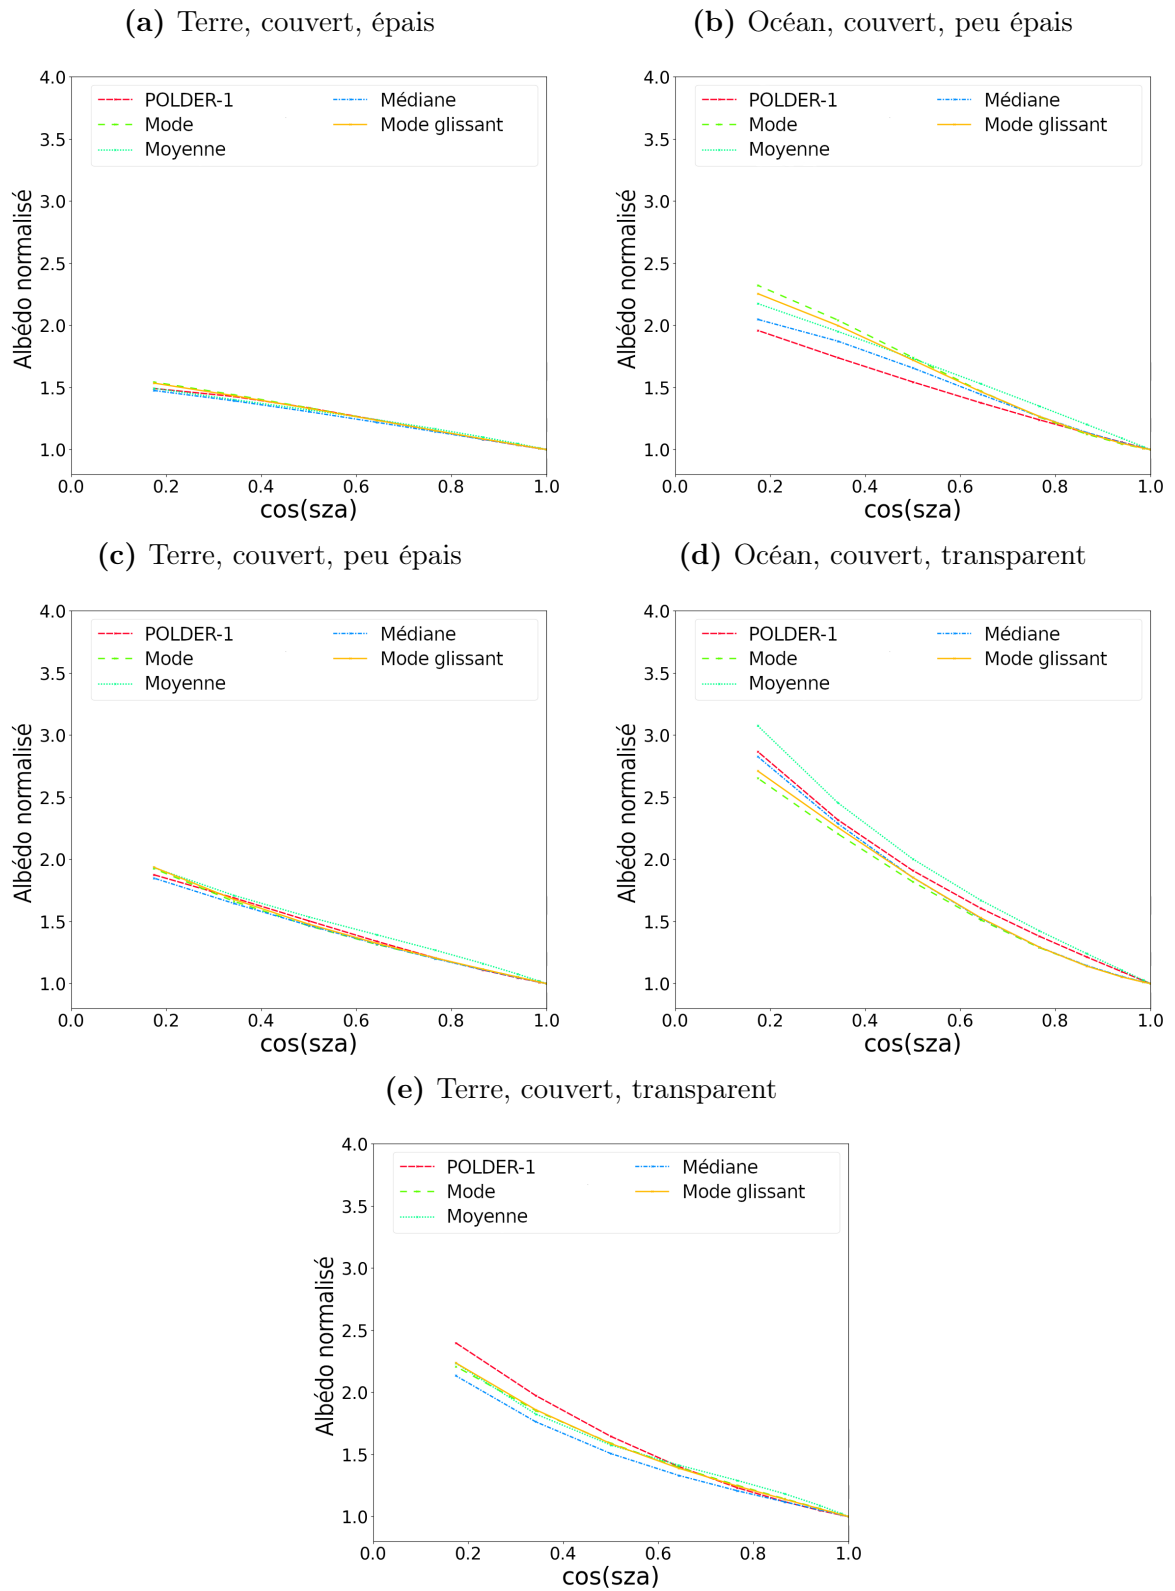 (a) Terre, couvert, épais
4.0
3.5
3.0
2.5
2.0
1.5
1.0
Albédo normalisé
POLDER-1
Mode
Moyenne
Médiane
Mode glissant
0.0 0.2 0.4 0.6 0.8 1.0
cos(sza)
(b) Océan, couvert, peu épais
4.0
3.5
3.0
2.5
2.0
1.5
1.0
Albédo normalisé
POLDER-1
Mode
Moyenne
Médiane
Mode glissant
0.0 0.2 0.4 0.6 0.8 1.0
cos(sza)
(c) Terre, couvert, peu épais
4.0
3.5
3.0
2.5
2.0
1.5
1.0
Albédo normalisé
POLDER-1
Mode
Moyenne
Médiane
Mode glissant
0.0 0.2 0.4 0.6 0.8 1.0
cos(sza)
(d) Océan, couvert, transparent
4.0
3.5
3.0
2.5
2.0
1.5
1.0
Albédo normalisé
POLDER-1
Mode
Moyenne
Médiane
Mode glissant
0.0 0.2 0.4 0.6 0.8 1.0
cos(sza)
(e) Terre, couvert, transparent
4.0
3.5
3.0
2.5
2.0
1.5
1.0
Albédo normalisé
POLDER-1
Mode
Moyenne
Médiane
Mode glissant
0.0 0.2 0.4 0.6 0.8 1.0
cos(sza)